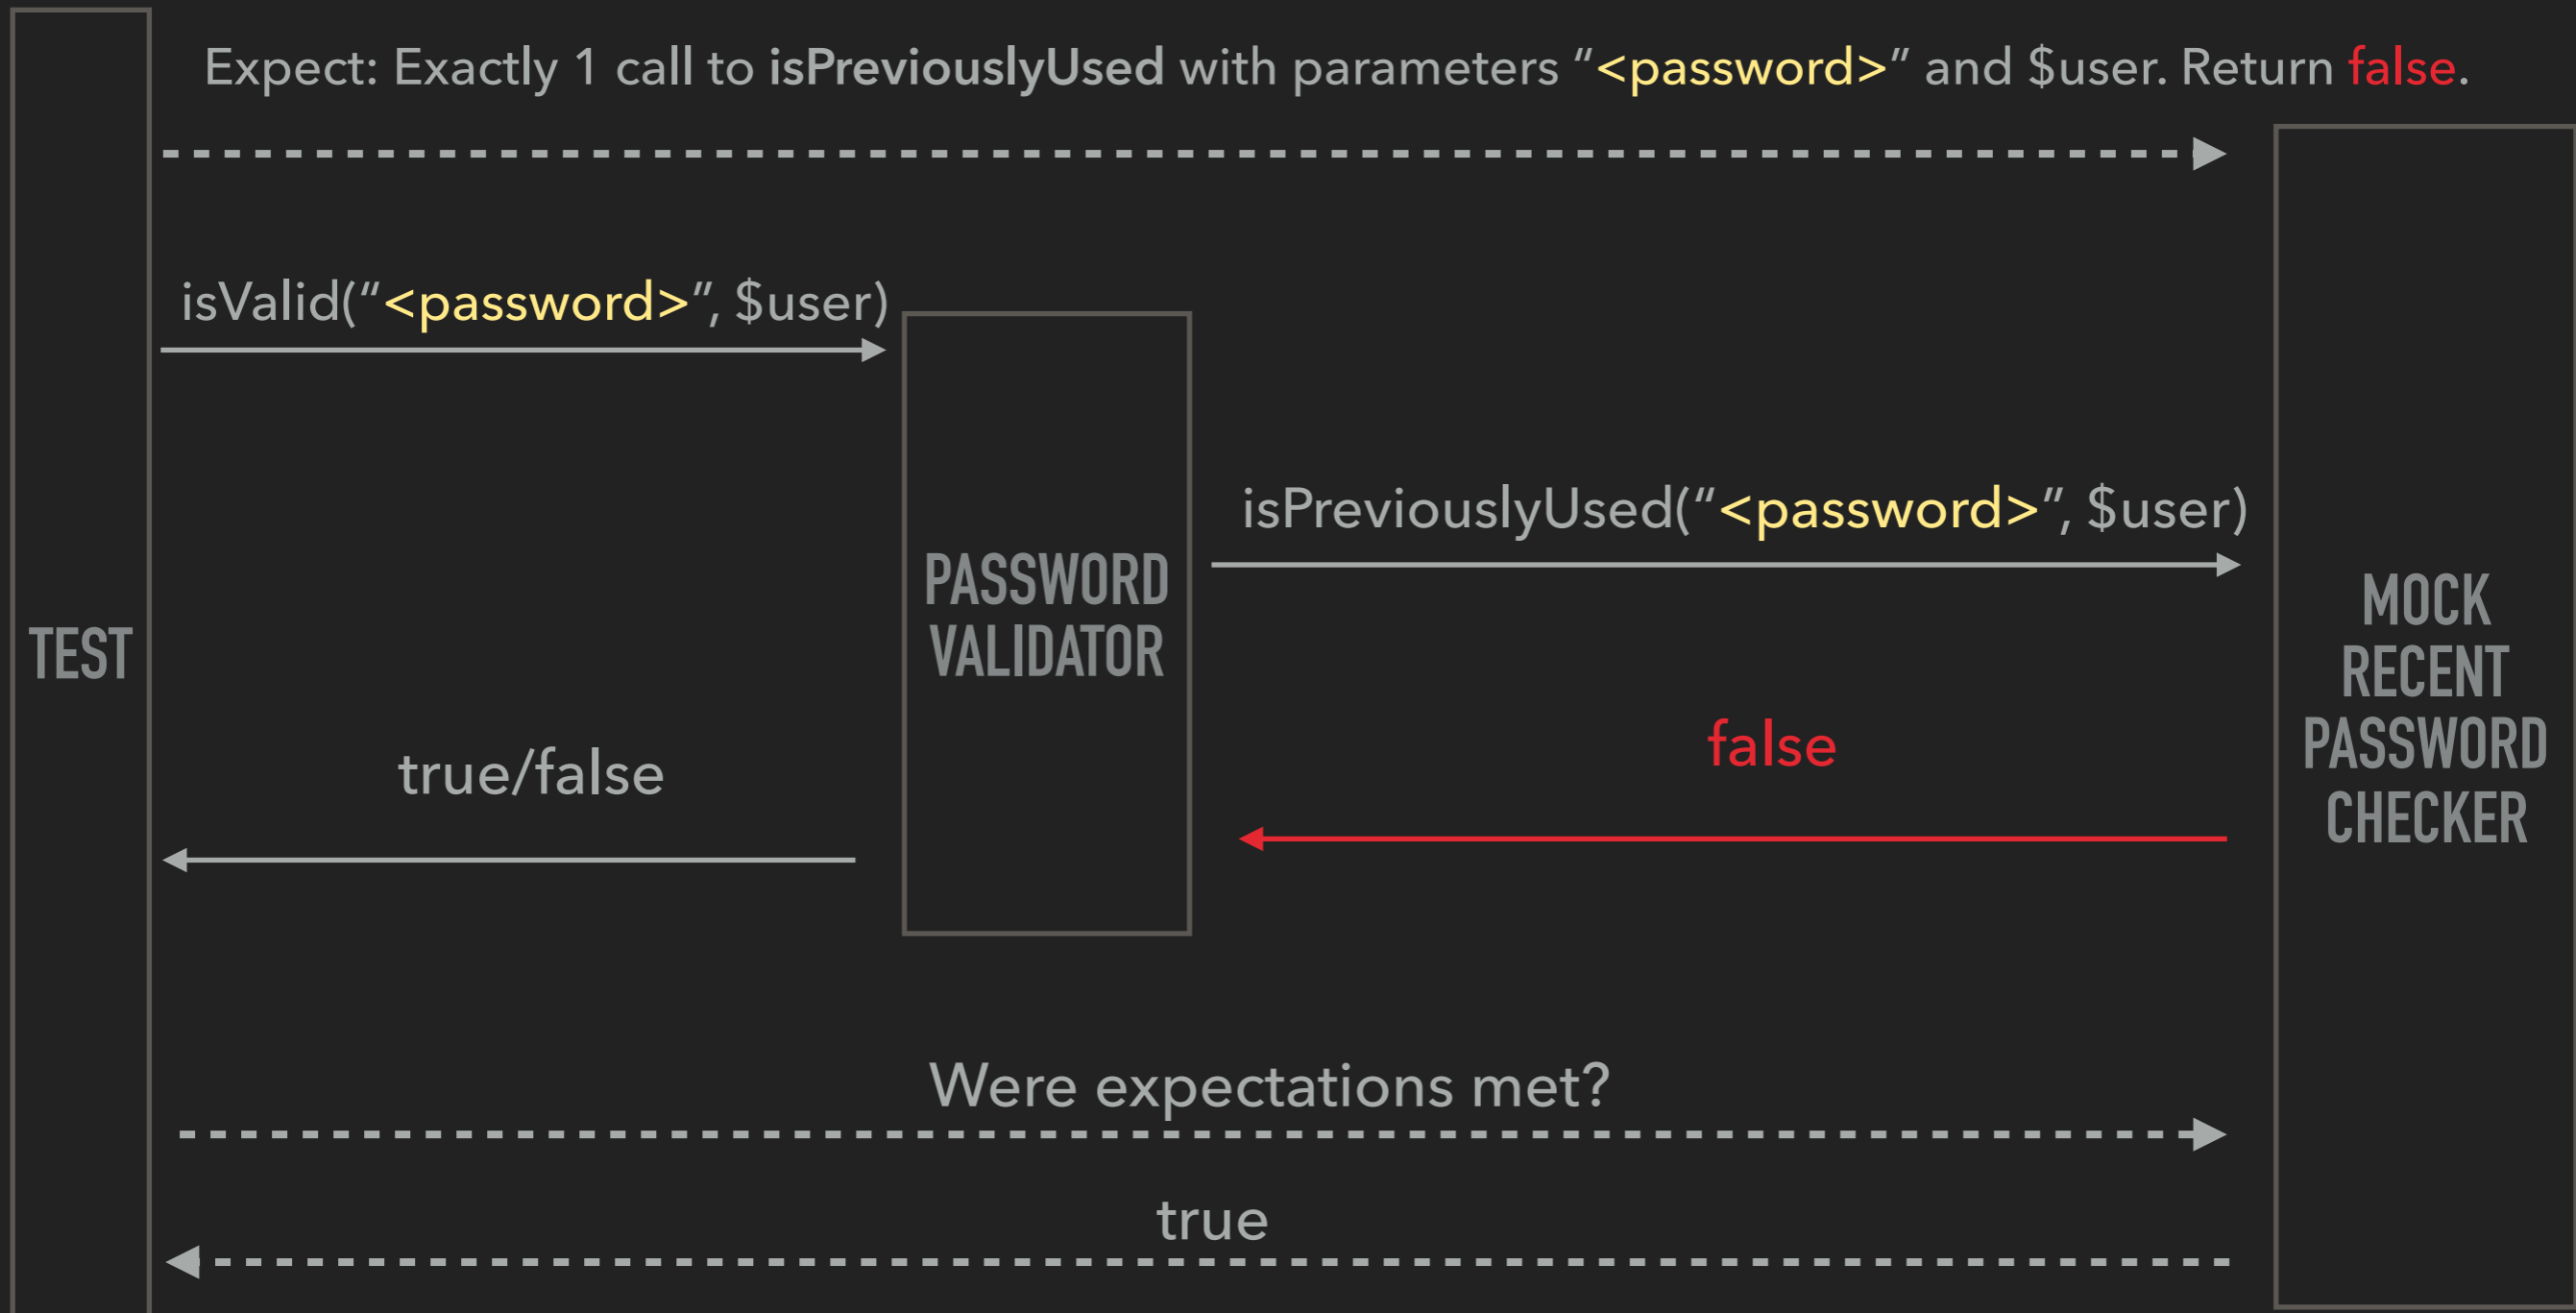 Expect: Exactly 1 call to isPreviouslyUsed with parameters “<password>” and $user. Return false.
isValid(“<password>”, $user)
isPreviouslyUsed(“<password>”, $user)
TEST
PASSWORD
VALIDATOR
MOCK
RECENT
PASSWORD
CHECKER
true/false
false
Were expectations met?
true